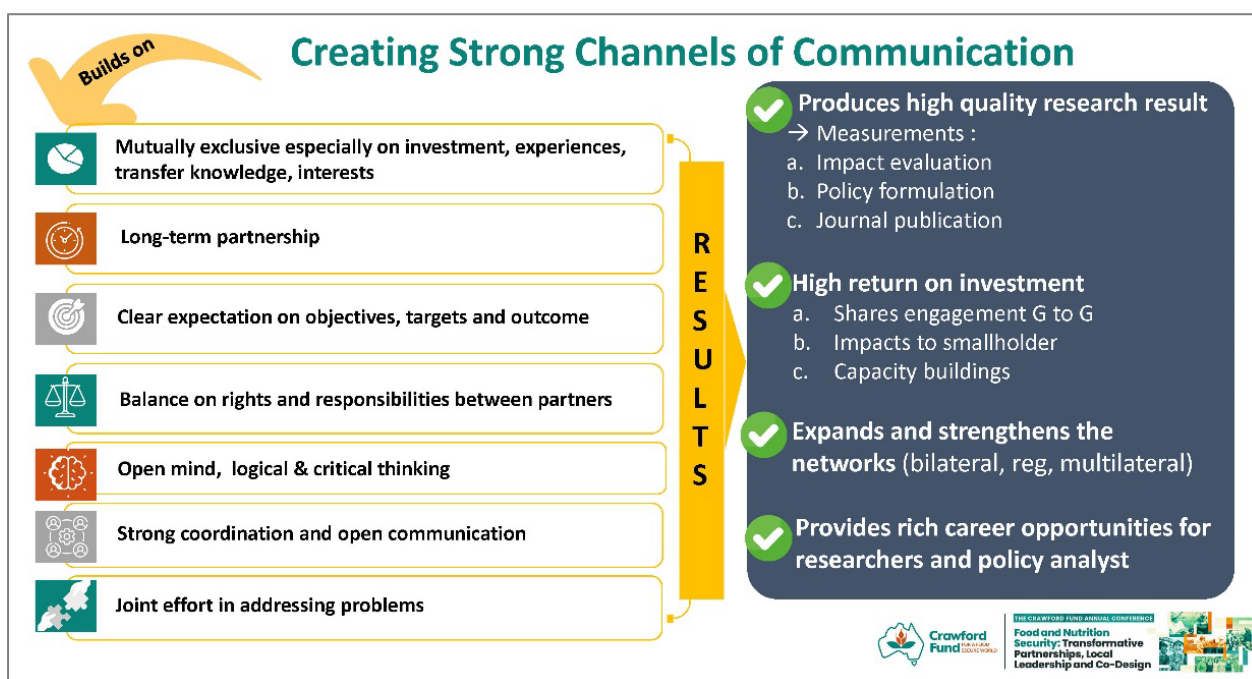 Builds on
Creating Strong Channels of Communication
Mutually exclusive especially on investment, experiences,
transfer knowledge, interests
Long-term partnership
Clear expectation on objectives, targets and outcome
Balance on rights and responsibilities between partners
Open mind, logical & critical thinking
Strong coordination and open communication
Joint effort in addressing problems
RESULTS
Produces high quality research result
→ Measurements :
a. Impact evaluation
b. Policy formulation
c. Journal publication
High return on investment
a. Shares engagement G to G
b. Impacts to smallholder
c. Capacity buildings
Expands and strengthens the
networks (bilateral, reg, multilateral)
Provides rich career opportunities for
researchers and policy analyst
Crawford
Fund
FOR A FOOD
SECURE WORLD
THE CRAWFORD FUND ANNUAL CONFERENCE
Food and Nutrition
Security: Transformative
Partnerships, Local
Leadership and Co-Design